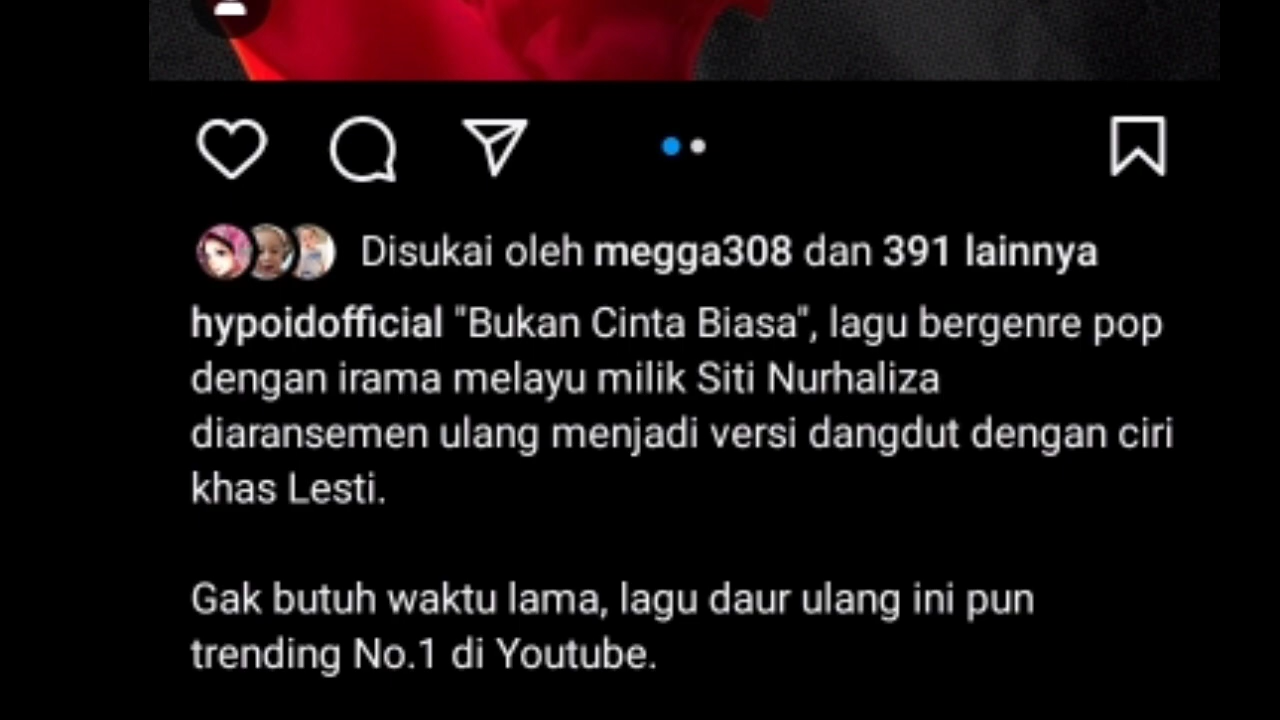 Disukai oleh megga308 dan 391 lainnya
hypoidofficial "Bukan Cinta Biasa", lagu bergenre pop
dengan irama melayu milik Siti Nurhaliza
diaransemen ulang menjadi versi dangdut dengan ciri
khas Lesti.
Gak butuh waktu lama, lagu daur ulang ini pun
trending No.1 di Youtube.